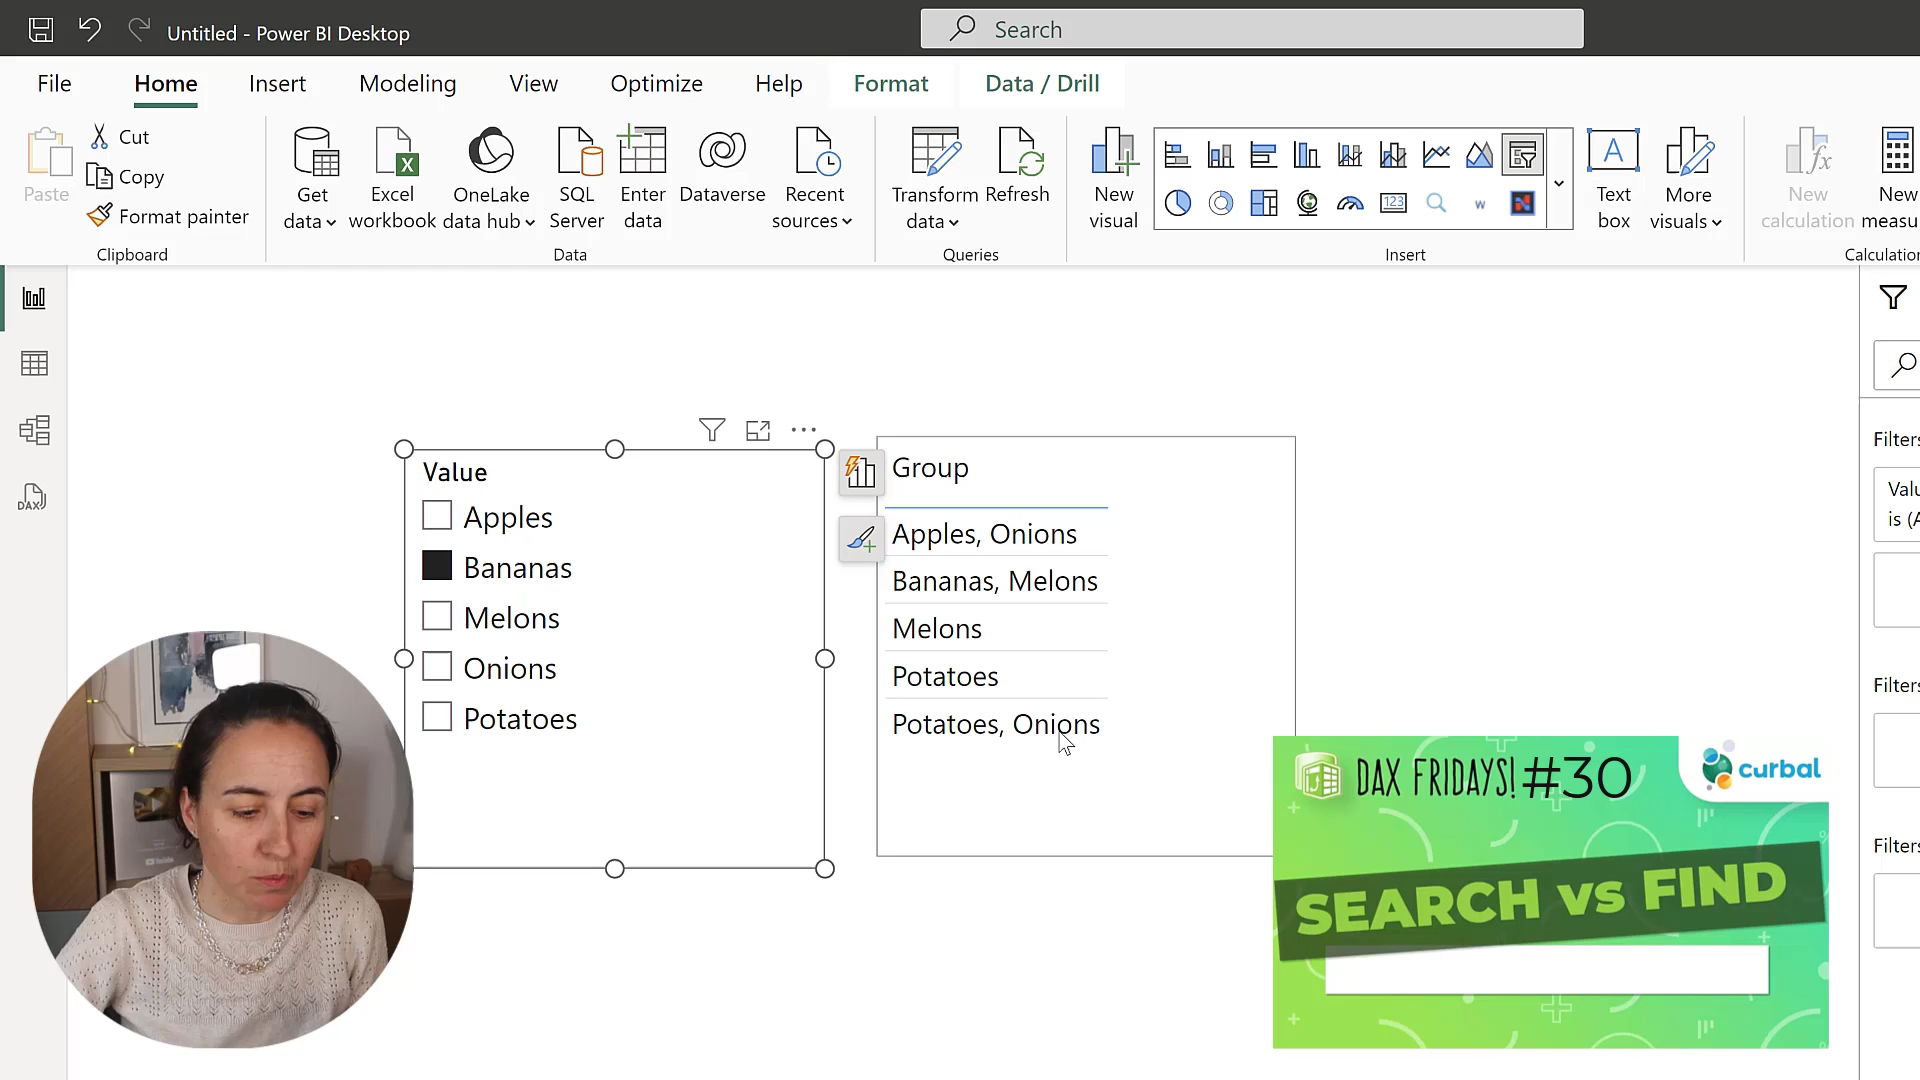 Untitled - Power BI Desktop
Search
File
Home
Insert
Modeling
View
Optimize
Help
Format
Data / Drill
Paste
Cut
Copy
Format painter
Clipboard
Get
data
Excel
workbook
OneLake
data hub
SQL
Server
Enter
data
Dataverse
Recent
sources
Data
Transform
data
Refresh
Queries
New
visual
123
w
Insert
A
Text
box
More
visuals
New
calculation
New
measu
Calculation
DAX
Value
Apples
Bananas
Melons
Onions
Potatoes
Group
Apples, Onions
Bananas, Melons
Melons
Potatoes
Potatoes, Onions
Filters
Valu
is (A
Filters
Filters
DAX FRIDAYS! #30
curbal
SEARCH vs FIND